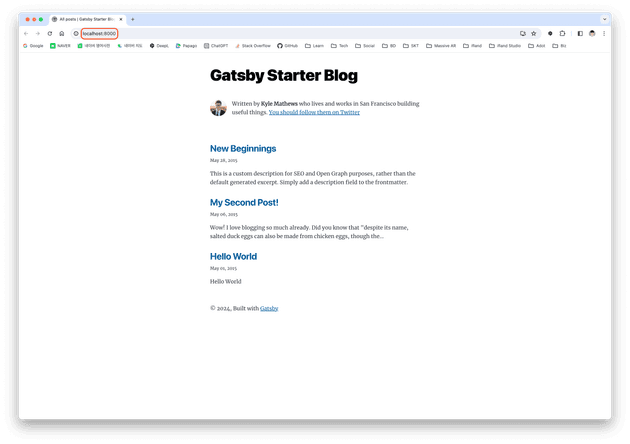 All posts | Gatsby Starter Blo
localhost:8000
Google NAVER 네이버 영어사전 네이버 지도 DeepL Papago ChatGPT Stack Overflow GitHub Learn Tech Social BD SKT Massive AR ifland ifland Studio Adot Biz
Gatsby Starter Blog
Written by Kyle Mathews who lives and works in San Francisco building
useful things. You should follow them on Twitter
New Beginnings
May 28, 2015
This is a custom description for SEO and Open Graph purposes, rather than the
default generated excerpt. Simply add a description field to the frontmatter.
My Second Post!
May 06, 2015
Wow! I love blogging so much already. Did you know that "despite its name,
salted duck eggs can also be made from chicken eggs, though the…
Hello World
May 01, 2015
Hello World
© 2024, Built with Gatsby